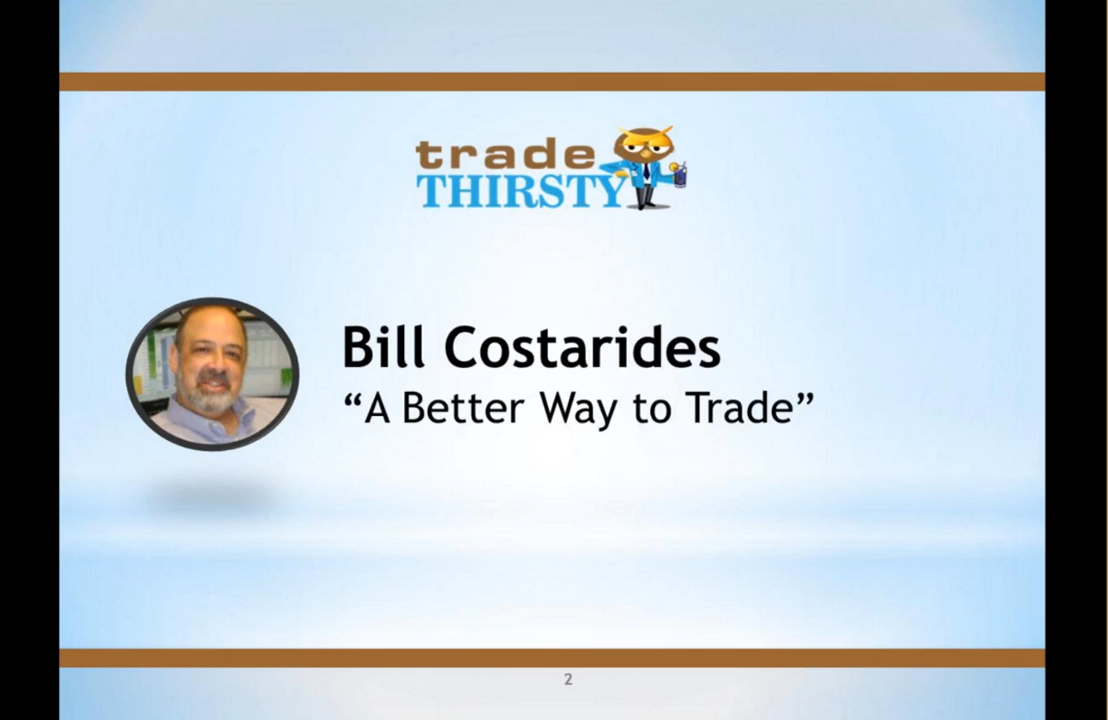 trade
THIRSTY
Bill Costarides
“A Better Way to Trade”
2